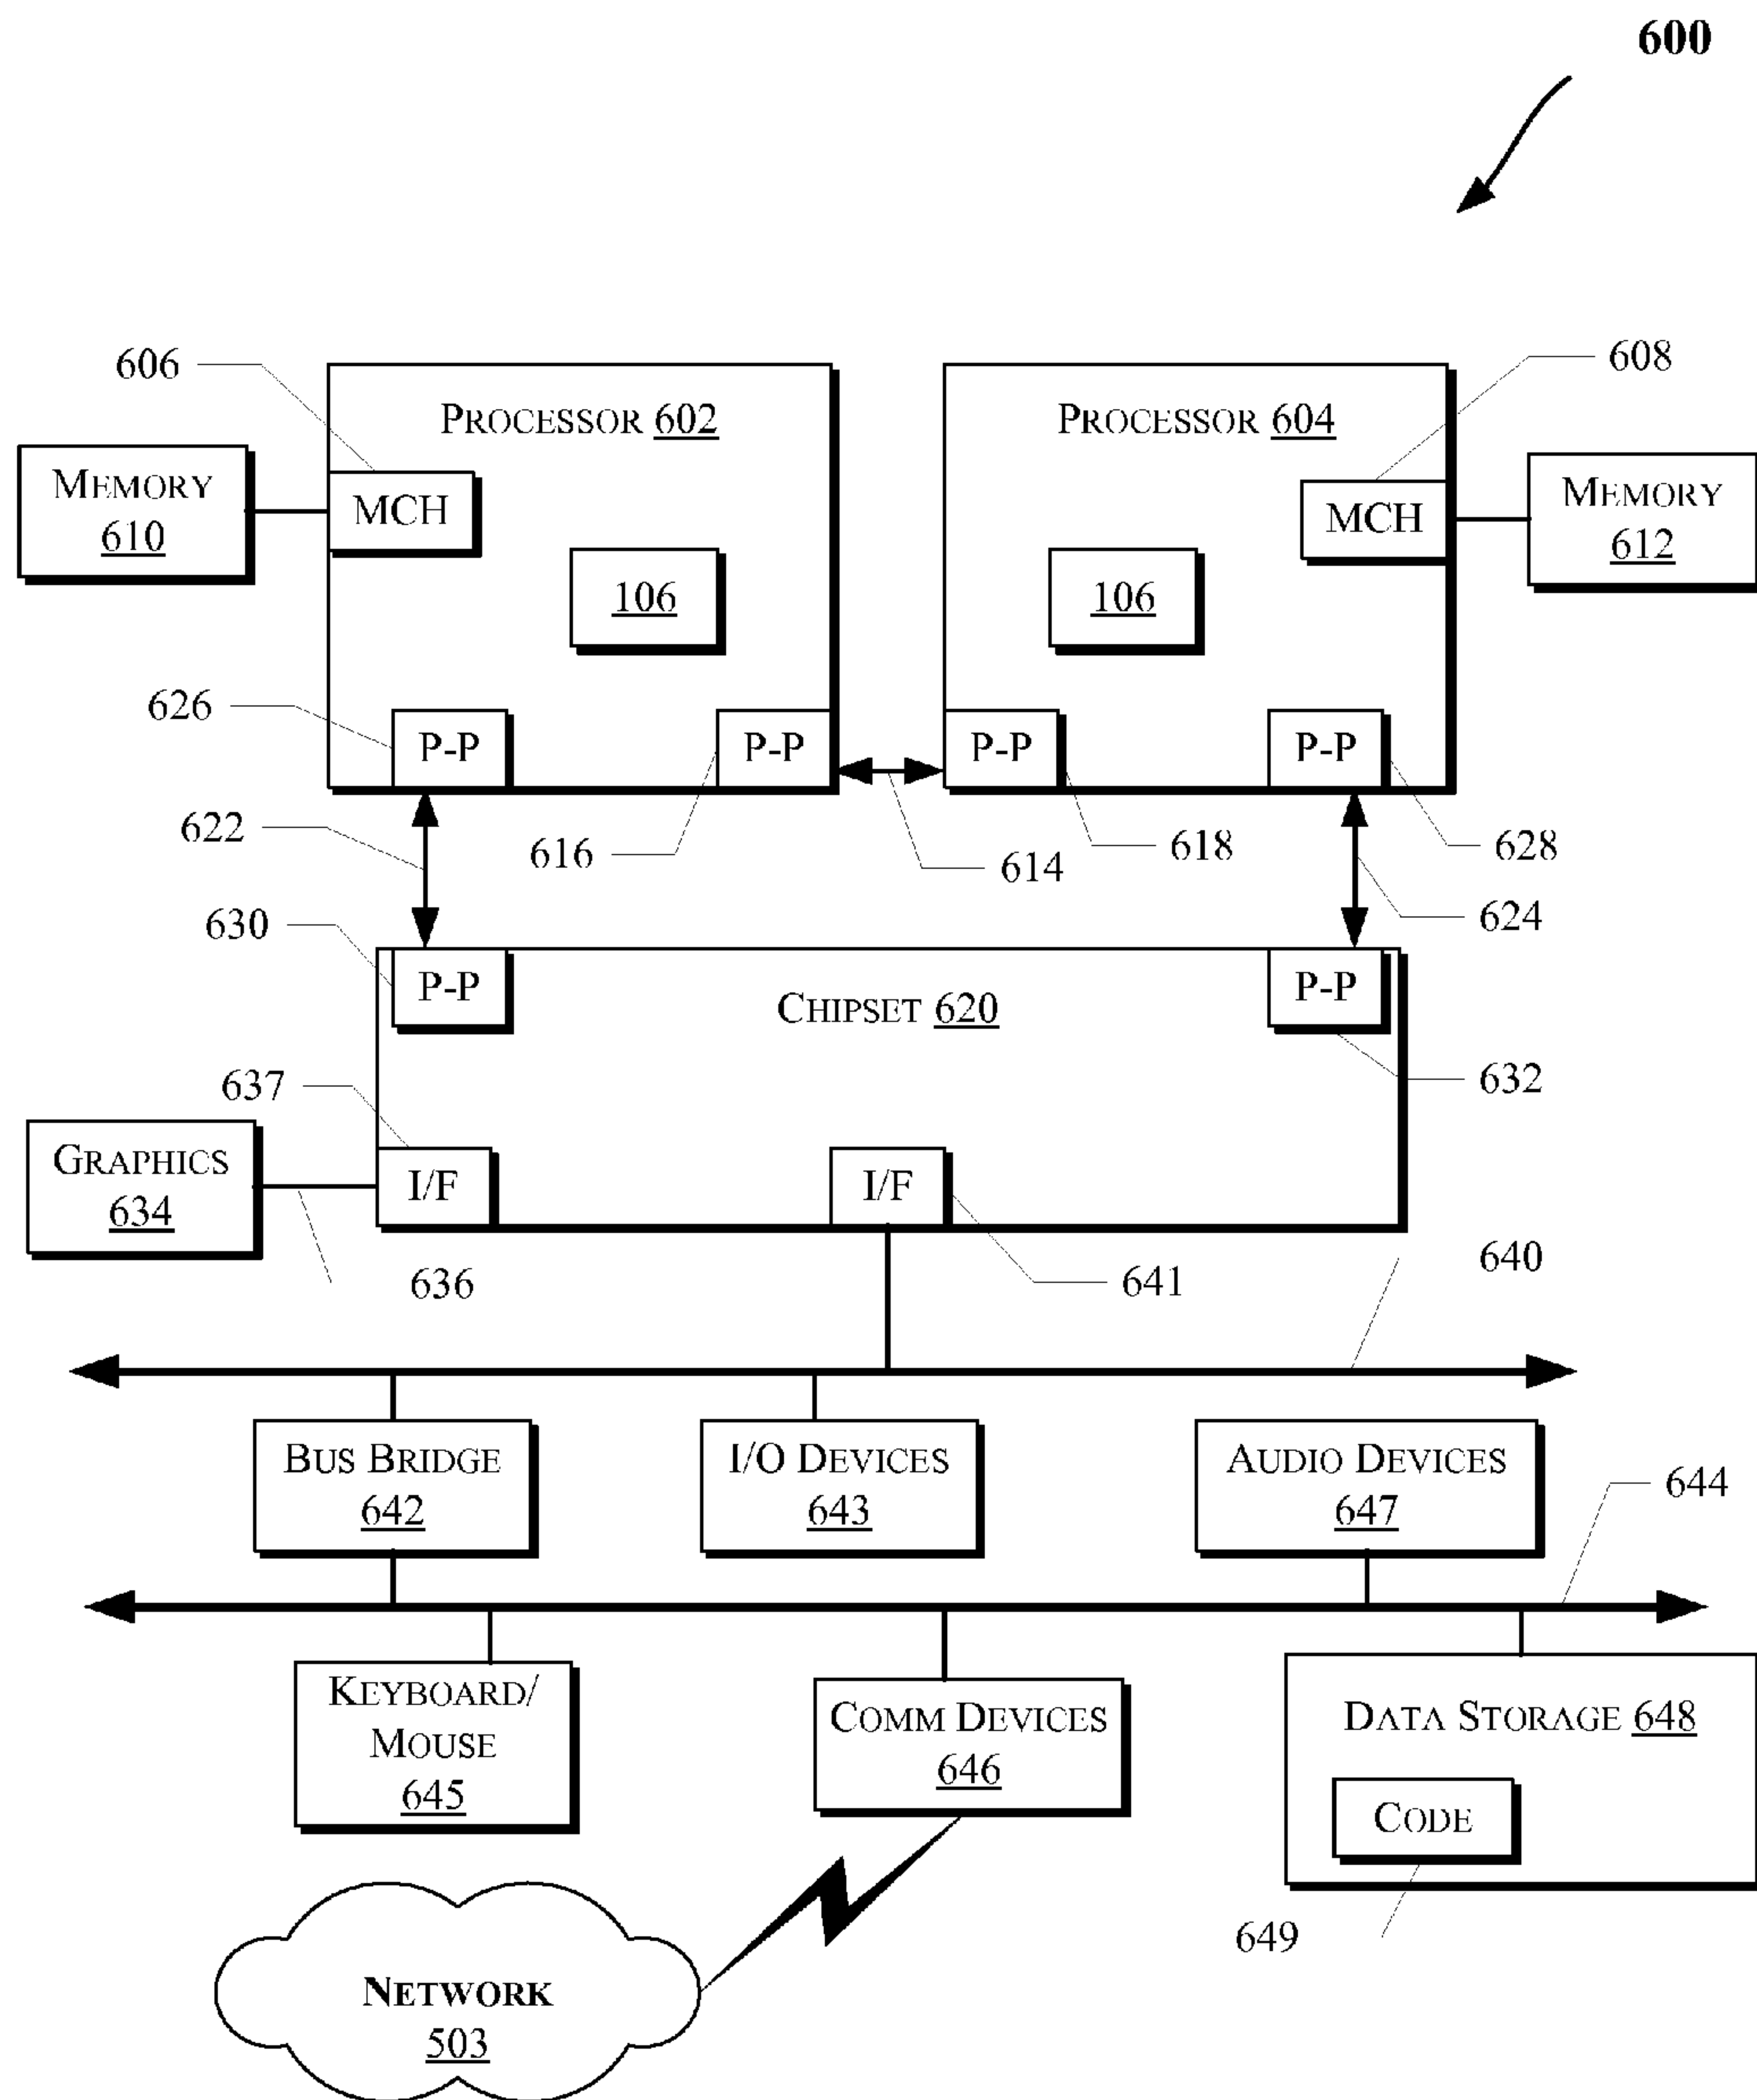 600
606
608
PROCESSOR 602
PROCESSOR 604
MEMORY
610
MCH
MCH
MEMORY
612
106
106
626
P-P
P-P
P-P
P-P
622
616
614
618
628
630
624
P-P
CHIPSET 620
P-P
637
632
GRAPHICS
634
I/F
I/F
636
641
640
BUS BRIDGE
642
I/O DEVICES
643
AUDIO DEVICES
647
644
KEYBOARD/
MOUSE
645
COMM DEVICES
646
DATA STORAGE 648
CODE
649
NETWORK
503